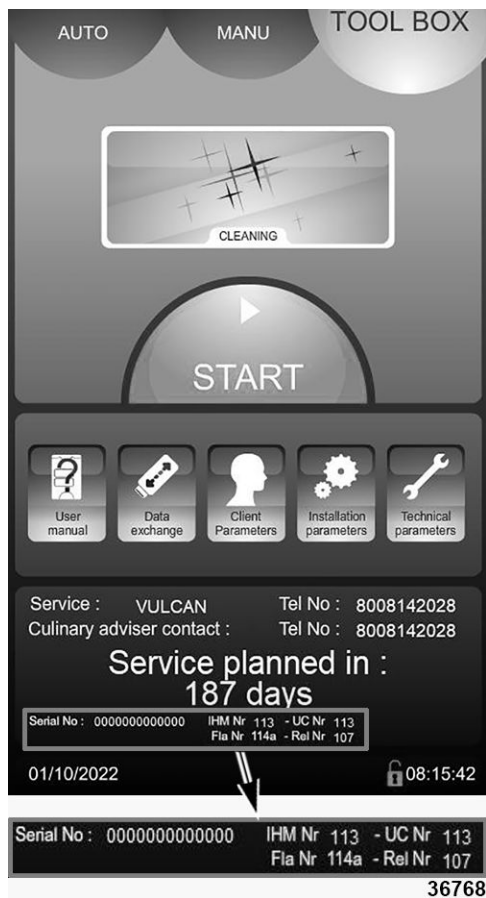 AUTO MANU TOOL BOX
CLEANING
START
User manual
Data exchange
Client Parameters
Installation parameters
Technical parameters
Service : VULCAN Tel No : 8008142028
Culinary adviser contact : Tel No : 8008142028
Service planned in :
187 days
Serial No : 0000000000000 IHM Nr 113 - UC Nr 113
Fla Nr 114a - Rel Nr 107
01/10/2022 08:15:42
Serial No : 0000000000000 IHM Nr 113 - UC Nr 113
Fla Nr 114a - Rel Nr 107
36768